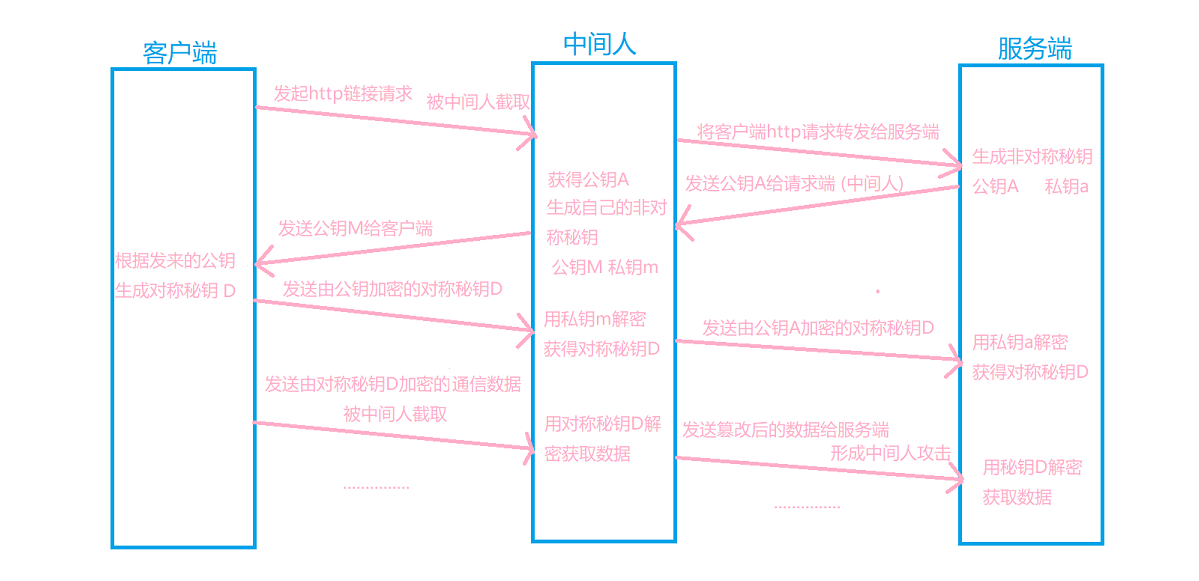 客户端
中间人
服务端
发起http链接请求
被中间人截取
将客户端http请求转发给服务端
生成非对称秘钥
公钥A 私钥a
发送公钥A给请求端 (中间人)
获得公钥A
生成自己的非对
称秘钥
公钥M 私钥m
发送公钥M给客户端
根据发来的公钥
生成对称秘钥 D
发送由公钥加密的对称秘钥D
用私钥m解密
获得对称秘钥D
发送由公钥A加密的对称秘钥D
用私钥a解密
获得对称秘钥D
发送由对称秘钥D加密的通信数据
被中间人截取
用对称秘钥D解
密获取数据
发送篡改后的数据给服务端
形成中间人攻击
用秘钥D解密
获取数据
...............
...............